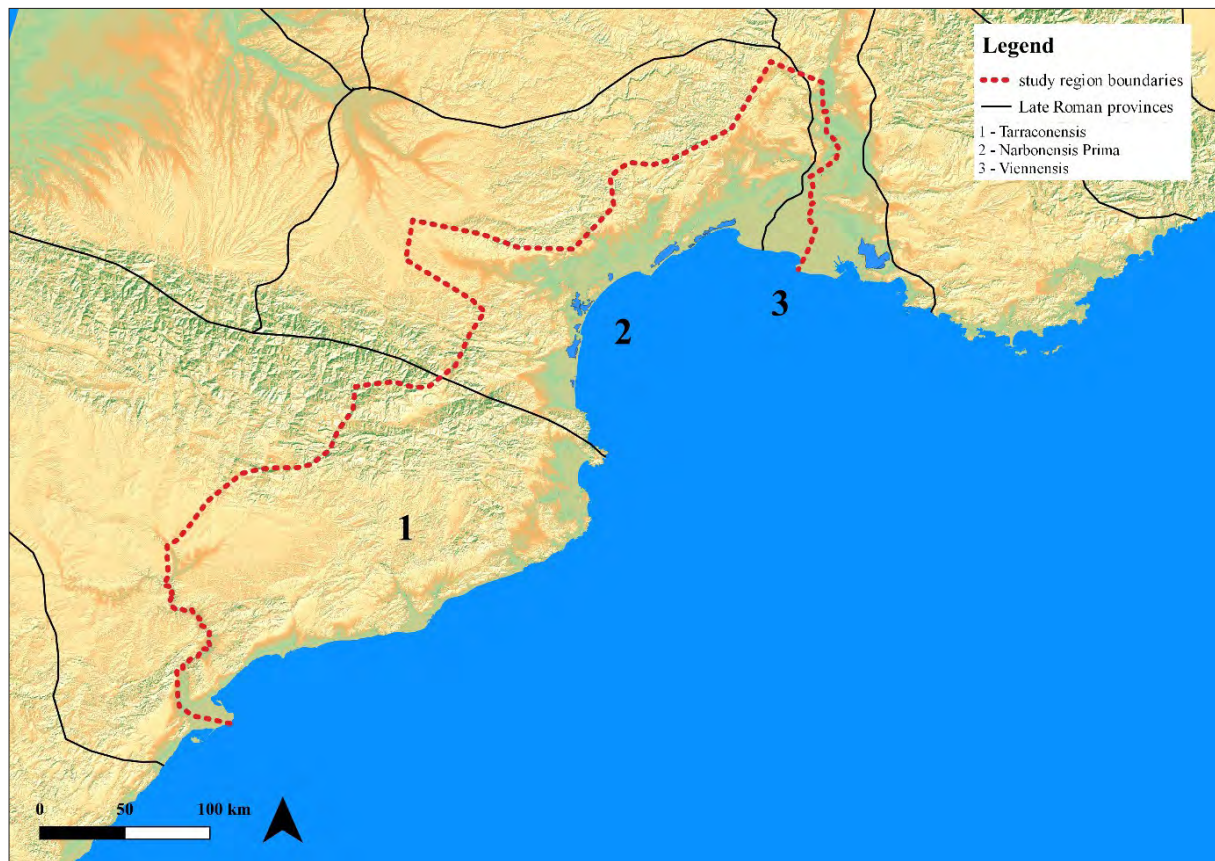 Legend
study region boundaries
Late Roman provinces
1 - Tarraconensis
2 - Narbonensis Prima
3 - Viennensis
3
2
1
0 50 100 km